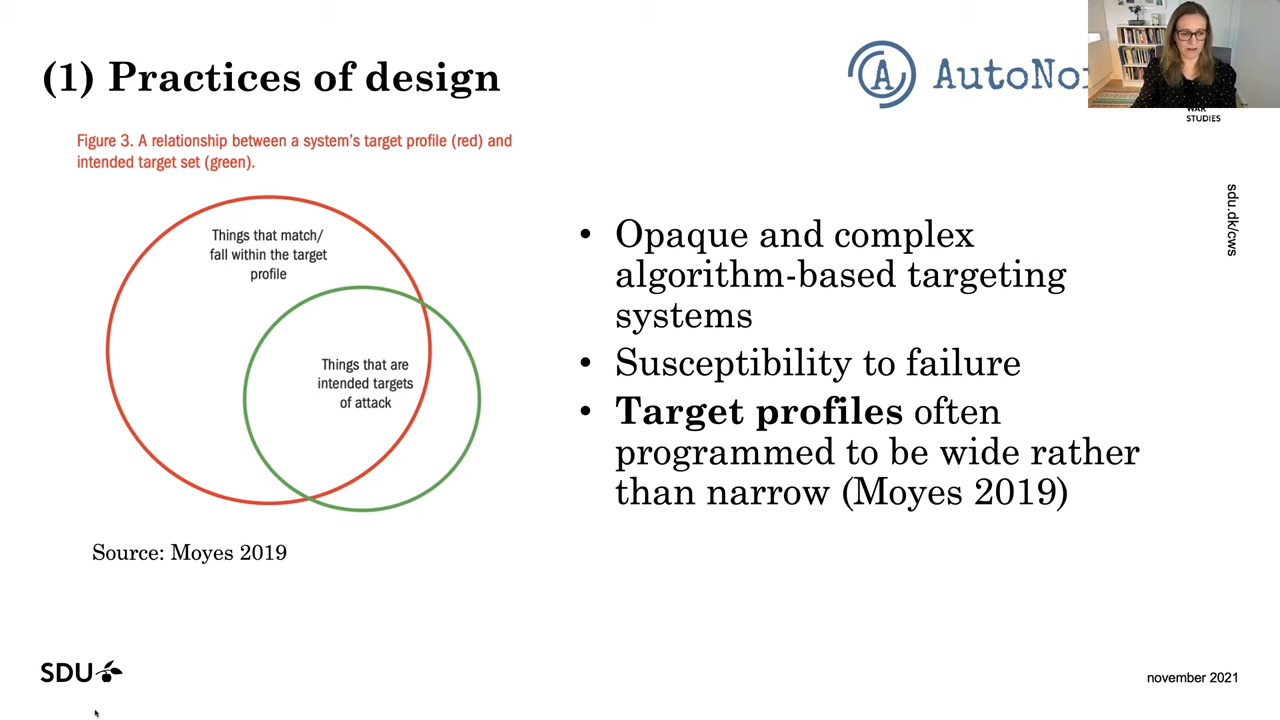 (1) Practices of design
A AutoNo
WAR
STUDIES
sdu.dk/cws
Figure 3. A relationship between a system's target profile (red) and
intended target set (green).
Things that match/
fall within the target
profile
Things that are
intended targets
of attack
Source: Moyes 2019
• Opaque and complex
algorithm-based targeting
systems
• Susceptibility to failure
• Target profiles often
programmed to be wide rather
than narrow (Moyes 2019)
SDU
november 2021